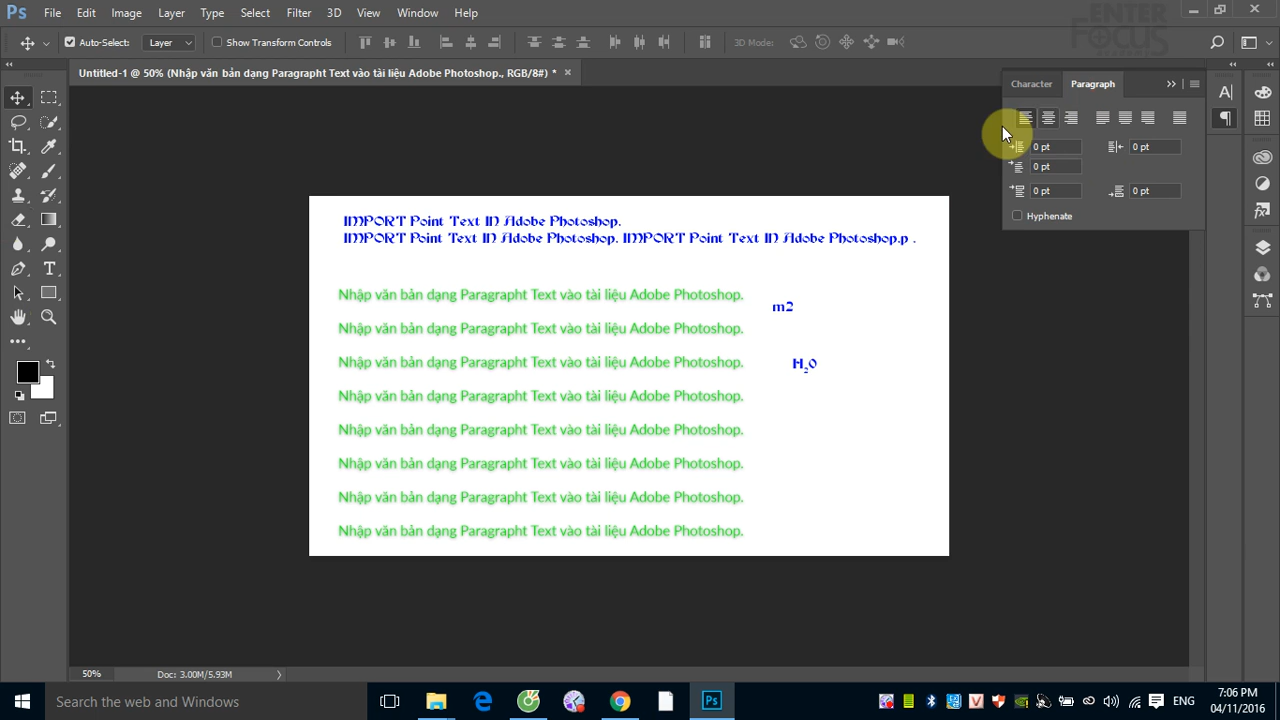 ENTER
FOCUS
Ps File Edit Image Layer Type Select Filter 3D View Window Help
Auto-Select: Layer Show Transform Controls 3D Mode:
Untitled-1 @ 50% (Nhập văn bản dạng Paragrapht Text vào tài liệu Adobe Photoshop., RGB/8#) *
Character Paragraph
0 pt 0 pt
0 pt
0 pt 0 pt
Hyphenate
IMPORT Point Text IN Adobe Photoshop.
IMPORT Point Text IN Adobe Photoshop. IMPORT Point Text IN Adobe Photoshop.p .
Nhập văn bản dạng Paragrapht Text vào tài liệu Adobe Photoshop.
m2
Nhập văn bản dạng Paragrapht Text vào tài liệu Adobe Photoshop.
Nhập văn bản dạng Paragrapht Text vào tài liệu Adobe Photoshop.
H₂0
Nhập văn bản dạng Paragrapht Text vào tài liệu Adobe Photoshop.
Nhập văn bản dạng Paragrapht Text vào tài liệu Adobe Photoshop.
Nhập văn bản dạng Paragrapht Text vào tài liệu Adobe Photoshop.
Nhập văn bản dạng Paragrapht Text vào tài liệu Adobe Photoshop.
Nhập văn bản dạng Paragrapht Text vào tài liệu Adobe Photoshop.
50% Doc: 3.00M/5.93M
Search the web and Windows
Ps
ENG
7:06 PM
04/11/2016